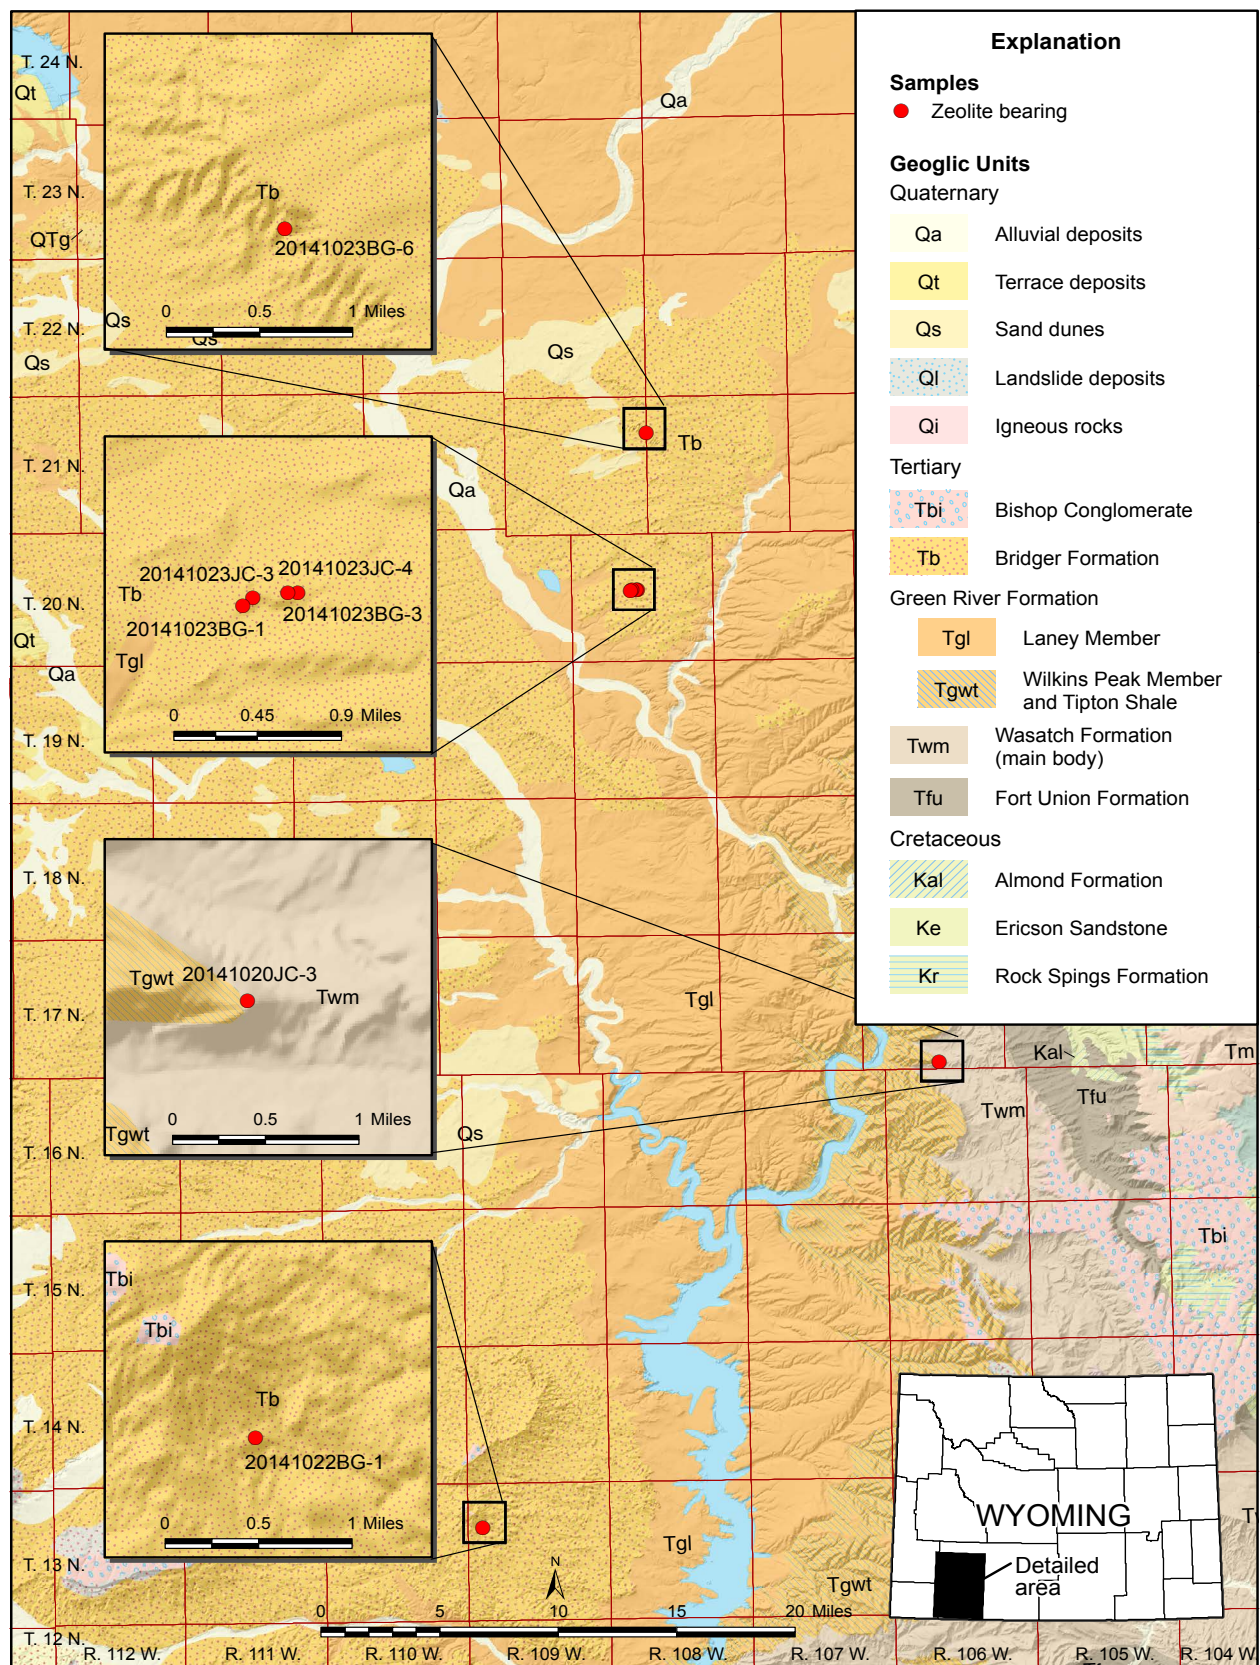 Explanation
Samples
Zeolite bearing
Geoglic Units
Quaternary
Qa Alluvial deposits
Qt Terrace deposits
Qs Sand dunes
Ql Landslide deposits
Qi Igneous rocks
Tertiary
Tbi Bishop Conglomerate
Tb Bridger Formation
Green River Formation
Tgl Laney Member
Tgwt Wilkins Peak Member
and Tipton Shale
Twm Wasatch Formation
(main body)
Tfu Fort Union Formation
Cretaceous
Kal Almond Formation
Ke Ericson Sandstone
Kr Rock Spings Formation
T. 24 N.
Qt
Qa
T. 23 N.
QTg
Tb
20141023BG-6
0 0.5 1 Miles
Qs
T. 22 N.
Qs
Qs
Qs
Tb
T. 21 N.
Qa
20141023JC-3 20141023JC-4
Tb
20141023BG-1 20141023BG-3
Tgl
0 0.45 0.9 Miles
T. 20 N.
Qt
Qa
T. 19 N.
T. 18 N.
Tgwt 20141020JC-3
Twm
Tgwt
0 0.5 1 Miles
T. 17 N.
Tgl
Kal
Tm
Twm
Tfu
Qs
T. 16 N.
Tbi
T. 15 N.
Tbi
Tbi
Tb
20141022BG-1
0 0.5 1 Miles
T. 14 N.
WYOMING
Detailed
area
T. 13 N.
Tgl
Tgwt
N
0 5 10 15 20 Miles
T. 12 N.
R. 112 W. R. 111 W. R. 110 W. R. 109 W. R. 108 W. R. 107 W. R. 106 W. R. 105 W. R. 104 W.